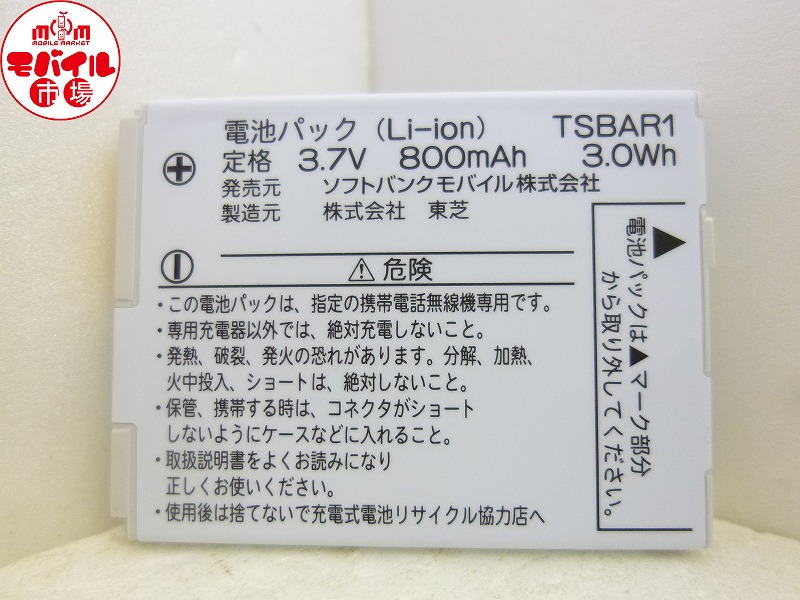 MOM
MOBILE MARKET
モバイル
市場
電池パック（Li-ion） TSBAR1
定格 3.7V 800mAh 3.0Wh
発売元 ソフトバンクモバイル株式会社
製造元 株式会社 東芝
⚠危険
・この電池パックは、指定の携帯電話無線機専用です。
・専用充電器以外では、絶対充電しないこと。
・発熱、破裂、発火の恐れがあります。分解、加熱、
火中投入、ショートは、絶対しないこと。
・保管、携帯する時は、コネクタがショート
しないようにケースなどに入れること。
・取扱説明書をよくお読みになり
正しくお使いください。
・使用後は捨てないで充電式電池リサイクル協力店へ
電池パックは▲マーク部分
から取り外してください。